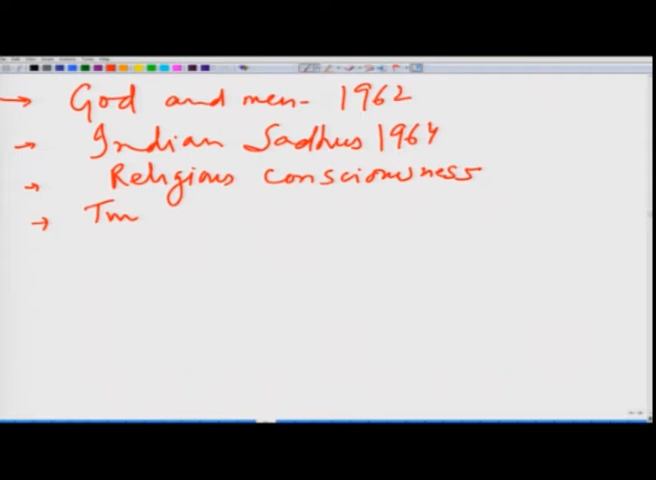 → God and men- 1962
→ Indian Sadhus 1964
→ Religious consciousness
→ Tm